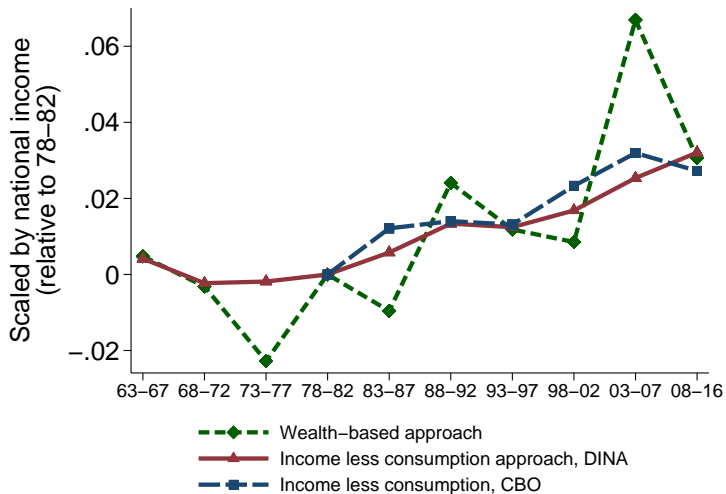 Scaled by national income
(relative to 78–82)
.06
.04
.02
0
–.02
63–67 68–72 73–77 78–82 83–87 88–92 93–97 98–02 03–07 08–16
Wealth–based approach
Income less consumption approach, DINA
Income less consumption, CBO